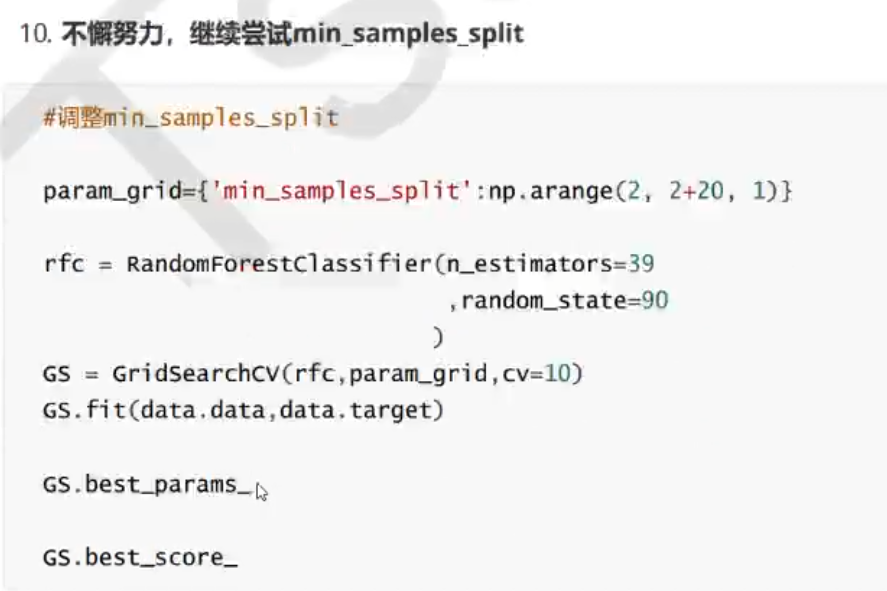 10. 不懈努力，继续尝试min_samples_split
#调整min_samples_split
param_grid={'min_samples_split':np.arange(2, 2+20, 1)}
rfc = RandomForestClassifier(n_estimators=39
,random_state=90
)
GS = GridSearchCV(rfc,param_grid,cv=10)
GS.fit(data.data,data.target)
GS.best_params_
GS.best_score_